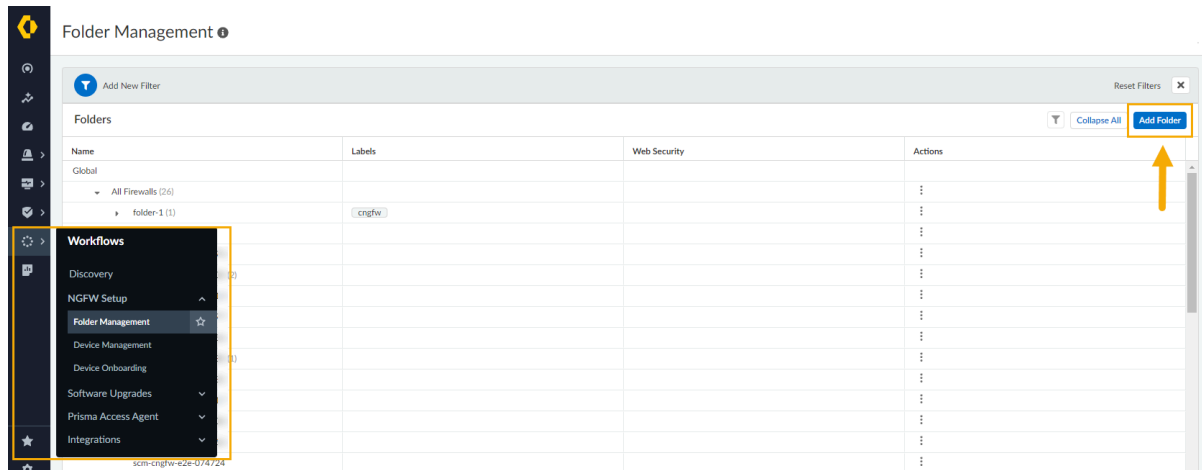 Folder Management
Add New Filter
Reset Filters
Folders
Collapse All
Add Folder
Name Labels Web Security Actions
Global
All Firewalls (26)
folder-1 (1) cngfw
Workflows
Discovery
(2)
NGFW Setup
Folder Management
Device Management
(1)
Device Onboarding
Software Upgrades
Prisma Access Agent
Integrations
scm-cngfw-e2e-074724